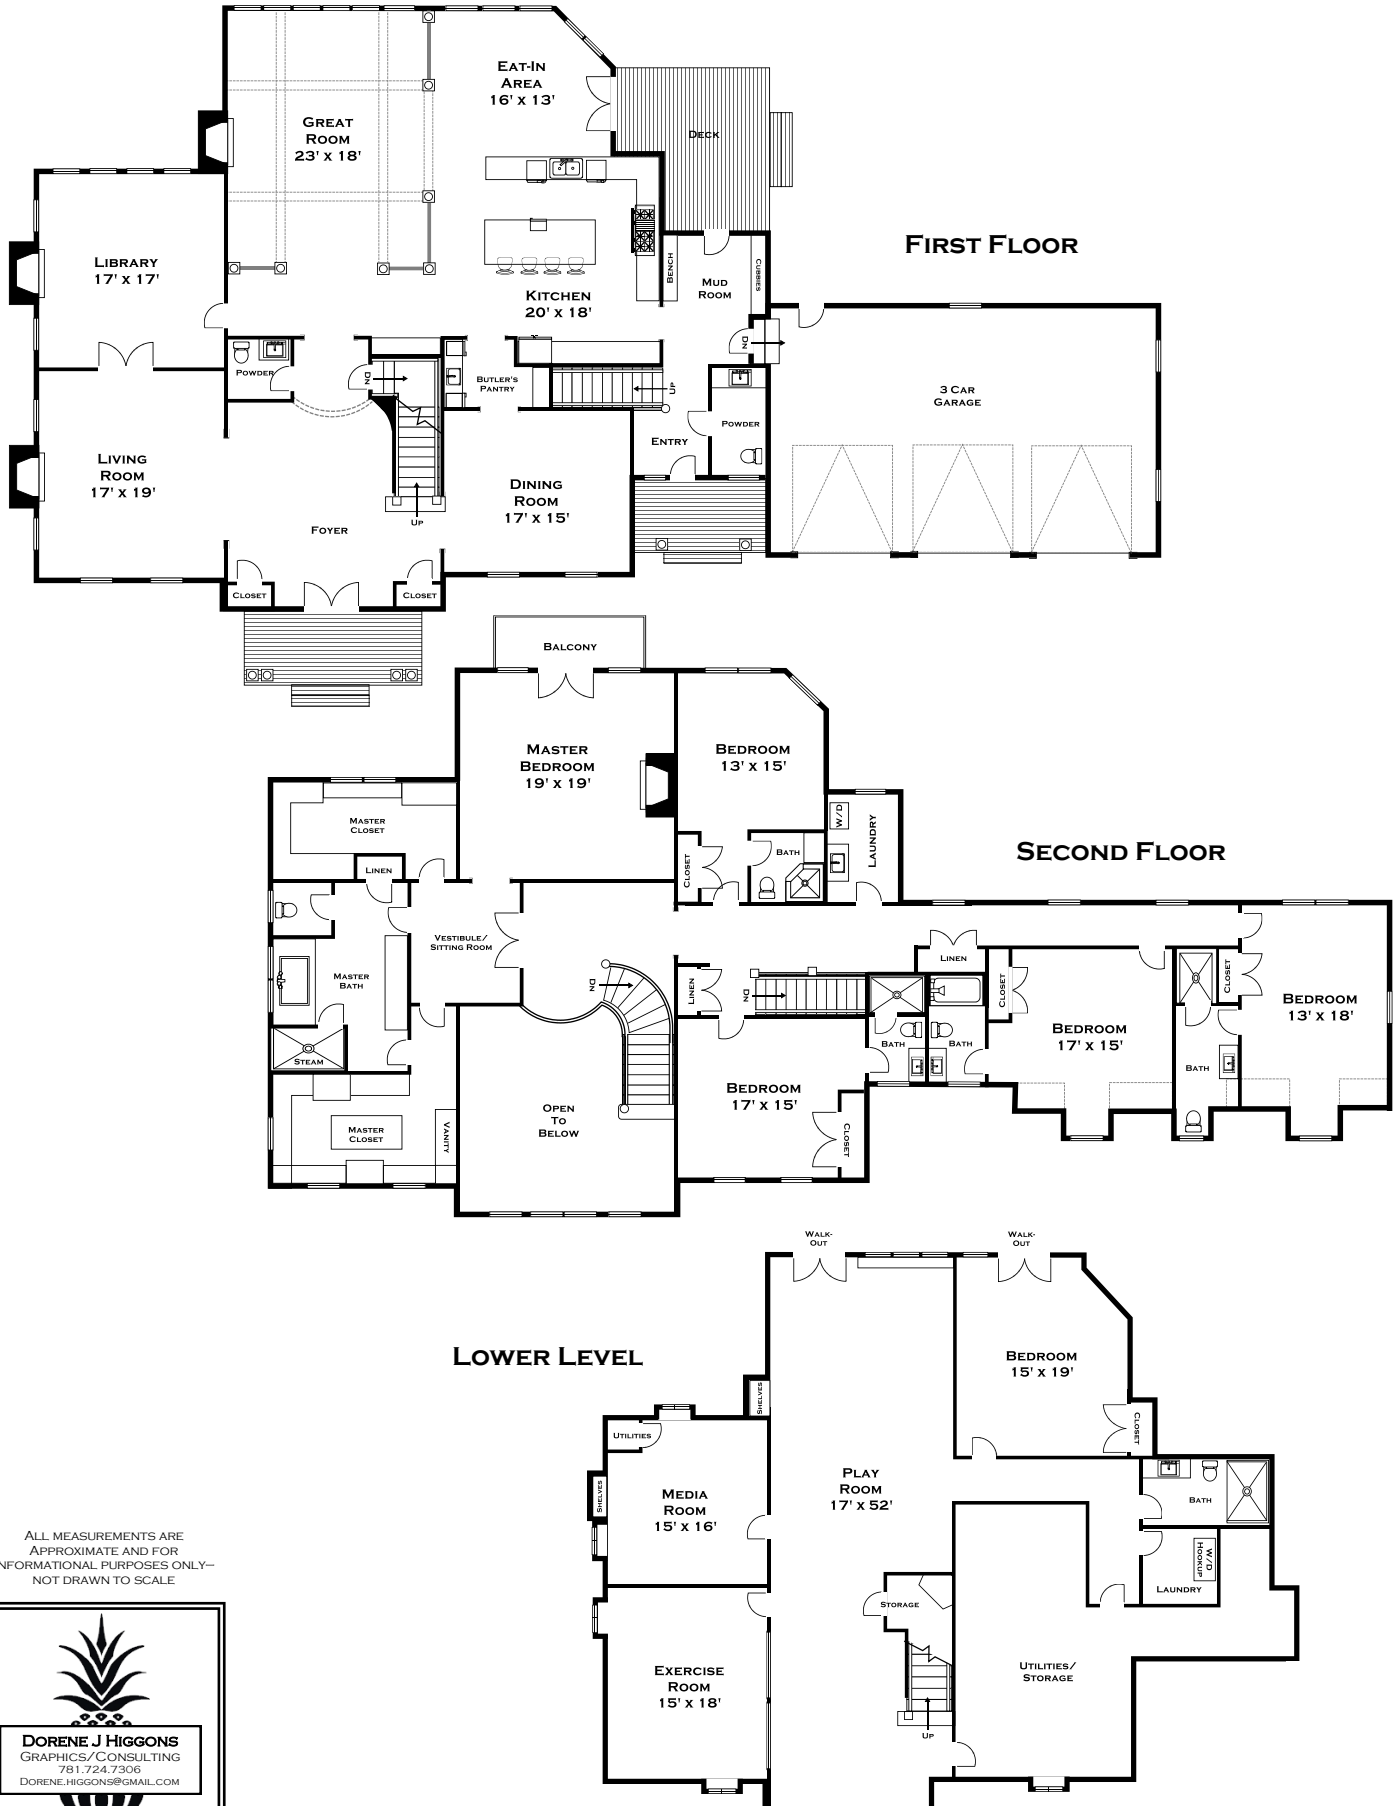 First Floor
Eat-In
Area
16' x 13'
Great
Room
23' x 18'
Deck
Library
17' x 17'
Bench
Mud
Room
Cubbies
Kitchen
20' x 18'
Dn
Powder
Dn
Butler's
Pantry
Up
3 Car
Garage
Powder
Entry
Living
Room
17' x 19'
Dining
Room
17' x 15'
Foyer
Up
Closet
Closet
Second Floor
Balcony
Master
Bedroom
19' x 19'
Bedroom
13' x 15'
W/D
Laundry
Master
Closet
Linen
Closet
Bath
Vestibule/
Sitting Room
Master
Bath
Dn
Linen
Dn
Linen
Closet
Closet
Bedroom
13' x 18'
Bedroom
17' x 15'
Bath
Bath
Bath
Steam
Bedroom
17' x 15'
Open
To
Below
Master
Closet
Vanity
Closet
Lower Level
Walk-
Out
Walk-
Out
Bedroom
15' x 19'
Shelves
Closet
Utilities
Shelves
Media
Room
15' x 16'
Play
Room
17' x 52'
Bath
W/D
Hookup
Laundry
Storage
Exercise
Room
15' x 18'
Utilities/
Storage
Up
All measurements are
Approximate and for
nformational purposes only–
not drawn to scale
Dorene J Higgons
Graphics/Consulting
781.724.7306
Dorene.higgons@gmail.com